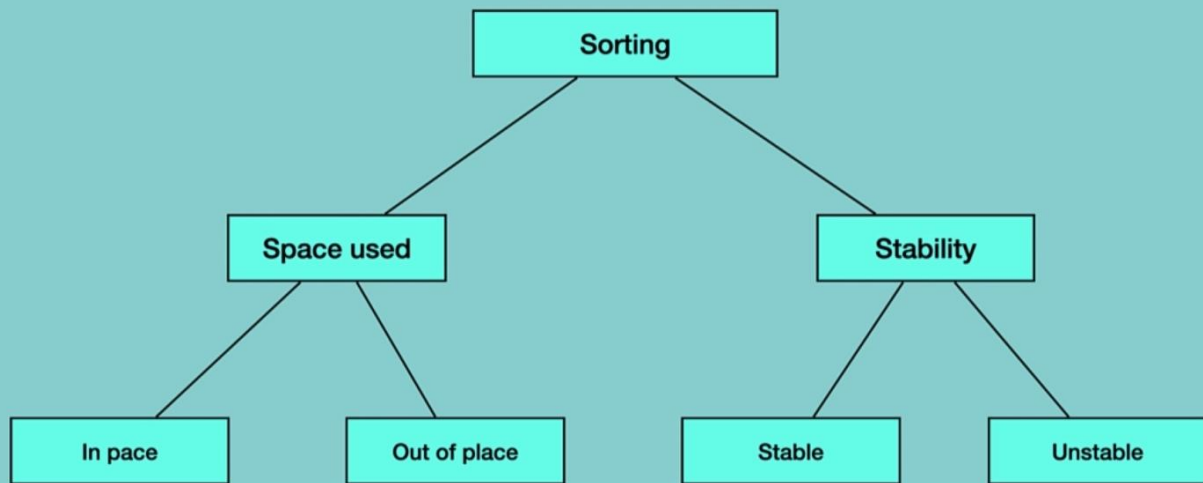 Sorting
Space used
Stability
In pace
Out of place
Stable
Unstable